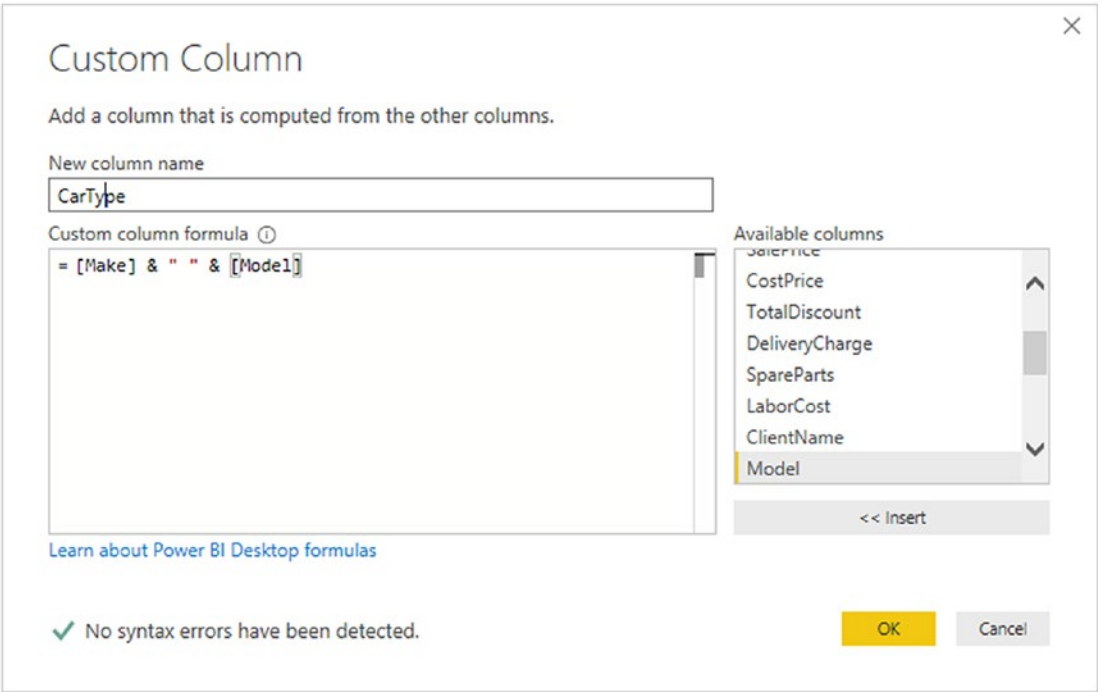 Custom Column
Add a column that is computed from the other columns.
New column name
CarType
Custom column formula
= [Make] & " " & [Model]
Available columns
SalePrice
CostPrice
TotalDiscount
DeliveryCharge
SpareParts
LaborCost
ClientName
Model
<< Insert
Learn about Power BI Desktop formulas
No syntax errors have been detected.
OK
Cancel